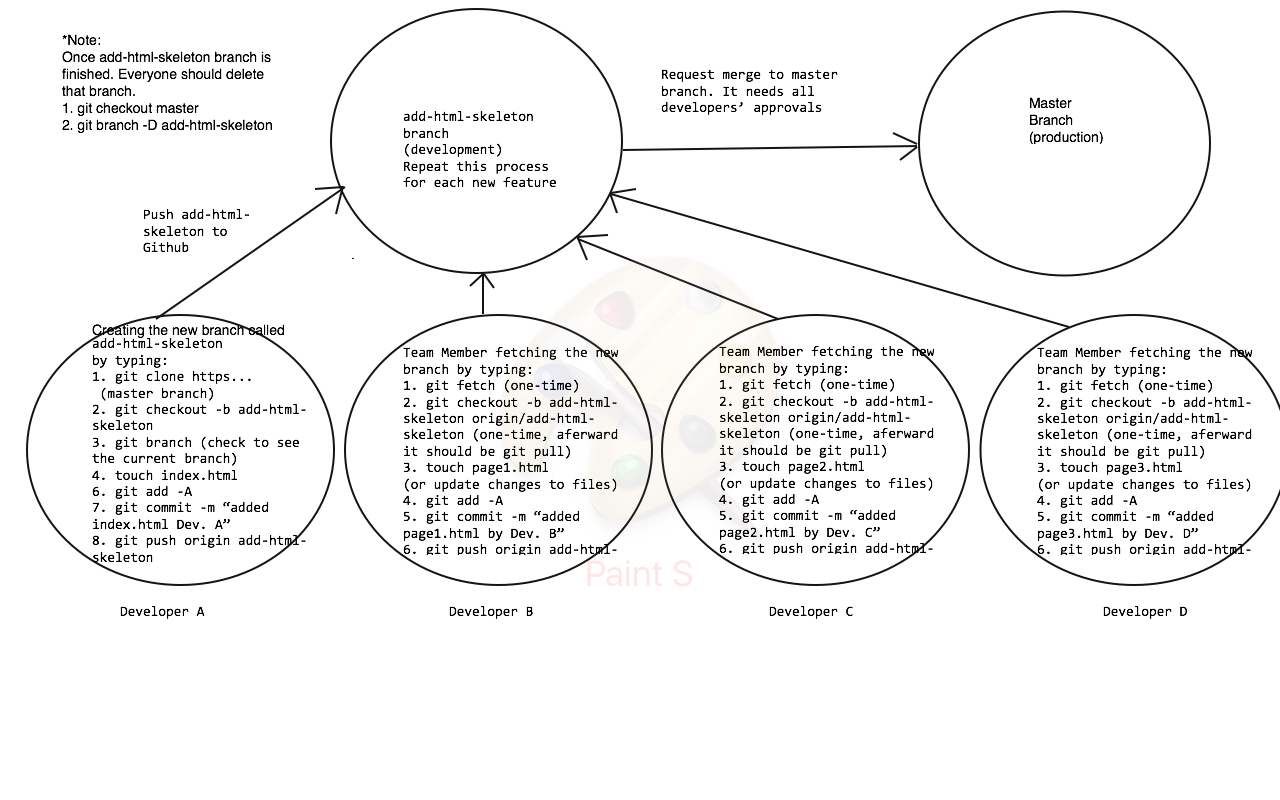 *Note:
Once add-html-skeleton branch is
finished. Everyone should delete
that branch.
1. git checkout master
2. git branch -D add-html-skeleton
add-html-skeleton
branch
(development)
Repeat this process
for each new feature
Request merge to master
branch. It needs all
developers’ approvals
Master
Branch
(production)
Push add-html-
skeleton to
Github
Creating the new branch called
add-html-skeleton
by typing:
1. git clone https...
(master branch)
2. git checkout -b add-html-
skeleton
3. git branch (check to see
the current branch)
4. touch index.html
6. git add -A
7. git commit -m “added
index.html Dev. A”
8. git push origin add-html-
skeleton
Developer A
Team Member fetching the new
branch by typing:
1. git fetch (one-time)
2. git checkout -b add-html-
skeleton origin/add-html-
skeleton (one-time, aferward
it should be git pull)
3. touch page1.html
(or update changes to files)
4. git add -A
5. git commit -m “added
page1.html by Dev. B”
6. git push origin add-html-
Developer B
Team Member fetching the new
branch by typing:
1. git fetch (one-time)
2. git checkout -b add-html-
skeleton origin/add-html-
skeleton (one-time, aferward
it should be git pull)
3. touch page2.html
(or update changes to files)
4. git add -A
5. git commit -m “added
page2.html by Dev. C”
6. git push origin add-html-
Developer C
Team Member fetching the new
branch by typing:
1. git fetch (one-time)
2. git checkout -b add-html-
skeleton origin/add-html-
skeleton (one-time, aferward
it should be git pull)
3. touch page3.html
(or update changes to files)
4. git add -A
5. git commit -m “added
page3.html by Dev. D”
6. git push origin add-html-
Developer D
Paint S